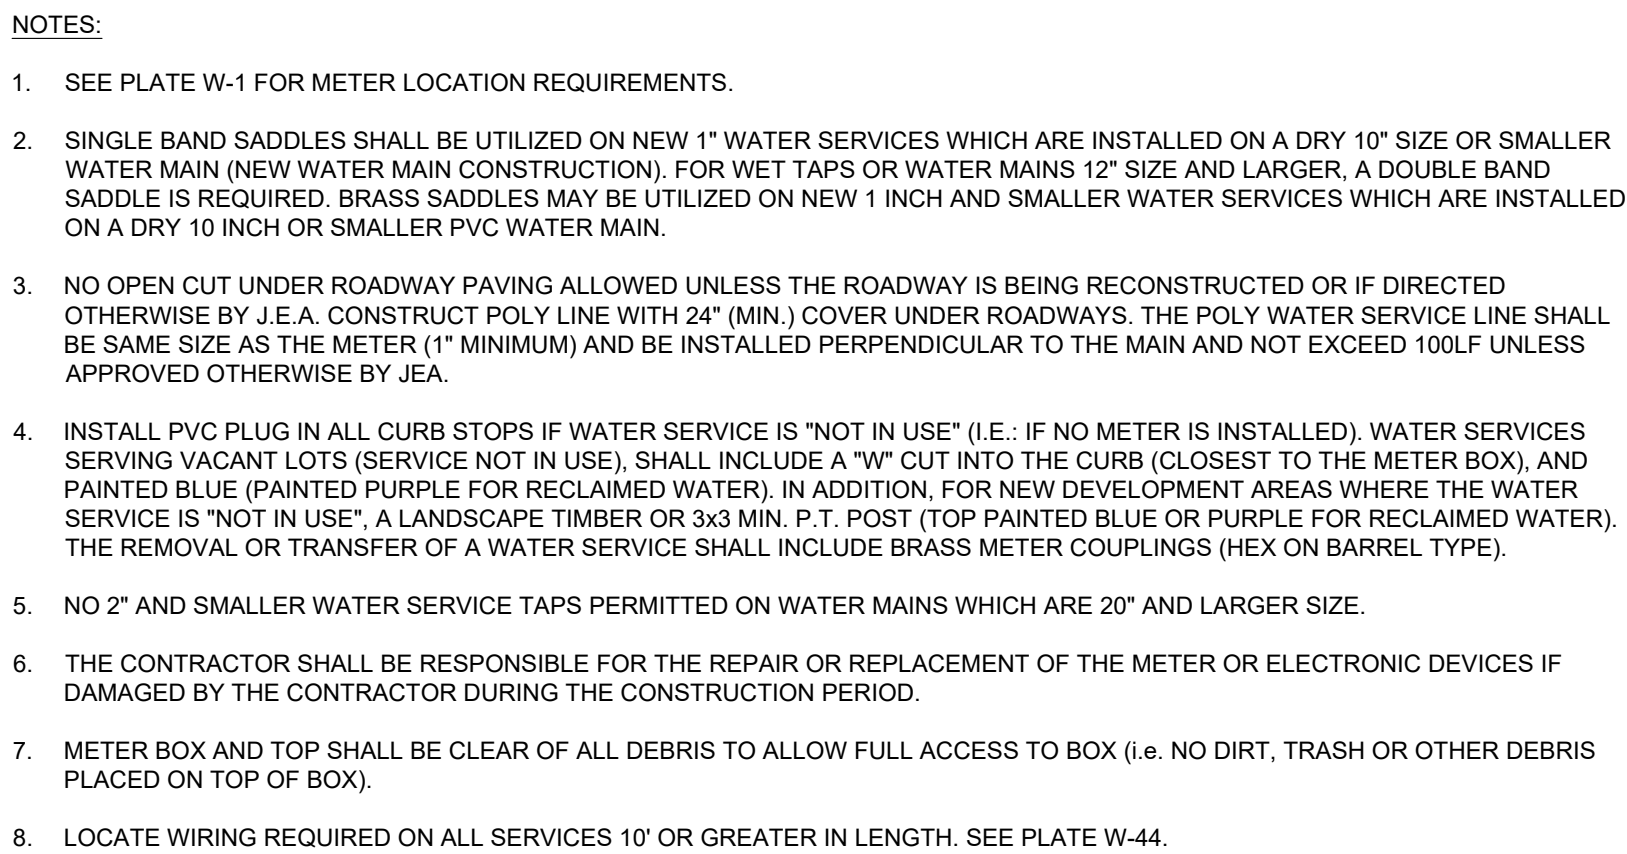 NOTES:
1. SEE PLATE W-1 FOR METER LOCATION REQUIREMENTS.
2. SINGLE BAND SADDLES SHALL BE UTILIZED ON NEW 1" WATER SERVICES WHICH ARE INSTALLED ON A DRY 10" SIZE OR SMALLER
WATER MAIN (NEW WATER MAIN CONSTRUCTION). FOR WET TAPS OR WATER MAINS 12" SIZE AND LARGER, A DOUBLE BAND
SADDLE IS REQUIRED. BRASS SADDLES MAY BE UTILIZED ON NEW 1 INCH AND SMALLER WATER SERVICES WHICH ARE INSTALLED
ON A DRY 10 INCH OR SMALLER PVC WATER MAIN.
3. NO OPEN CUT UNDER ROADWAY PAVING ALLOWED UNLESS THE ROADWAY IS BEING RECONSTRUCTED OR IF DIRECTED
OTHERWISE BY J.E.A. CONSTRUCT POLY LINE WITH 24" (MIN.) COVER UNDER ROADWAYS. THE POLY WATER SERVICE LINE SHALL
BE SAME SIZE AS THE METER (1" MINIMUM) AND BE INSTALLED PERPENDICULAR TO THE MAIN AND NOT EXCEED 100LF UNLESS
APPROVED OTHERWISE BY JEA.
4. INSTALL PVC PLUG IN ALL CURB STOPS IF WATER SERVICE IS "NOT IN USE" (I.E.: IF NO METER IS INSTALLED). WATER SERVICES
SERVING VACANT LOTS (SERVICE NOT IN USE), SHALL INCLUDE A "W" CUT INTO THE CURB (CLOSEST TO THE METER BOX), AND
PAINTED BLUE (PAINTED PURPLE FOR RECLAIMED WATER). IN ADDITION, FOR NEW DEVELOPMENT AREAS WHERE THE WATER
SERVICE IS "NOT IN USE", A LANDSCAPE TIMBER OR 3x3 MIN. P.T. POST (TOP PAINTED BLUE OR PURPLE FOR RECLAIMED WATER).
THE REMOVAL OR TRANSFER OF A WATER SERVICE SHALL INCLUDE BRASS METER COUPLINGS (HEX ON BARREL TYPE).
5. NO 2" AND SMALLER WATER SERVICE TAPS PERMITTED ON WATER MAINS WHICH ARE 20" AND LARGER SIZE.
6. THE CONTRACTOR SHALL BE RESPONSIBLE FOR THE REPAIR OR REPLACEMENT OF THE METER OR ELECTRONIC DEVICES IF
DAMAGED BY THE CONTRACTOR DURING THE CONSTRUCTION PERIOD.
7. METER BOX AND TOP SHALL BE CLEAR OF ALL DEBRIS TO ALLOW FULL ACCESS TO BOX (i.e. NO DIRT, TRASH OR OTHER DEBRIS
PLACED ON TOP OF BOX).
8. LOCATE WIRING REQUIRED ON ALL SERVICES 10' OR GREATER IN LENGTH. SEE PLATE W-44.